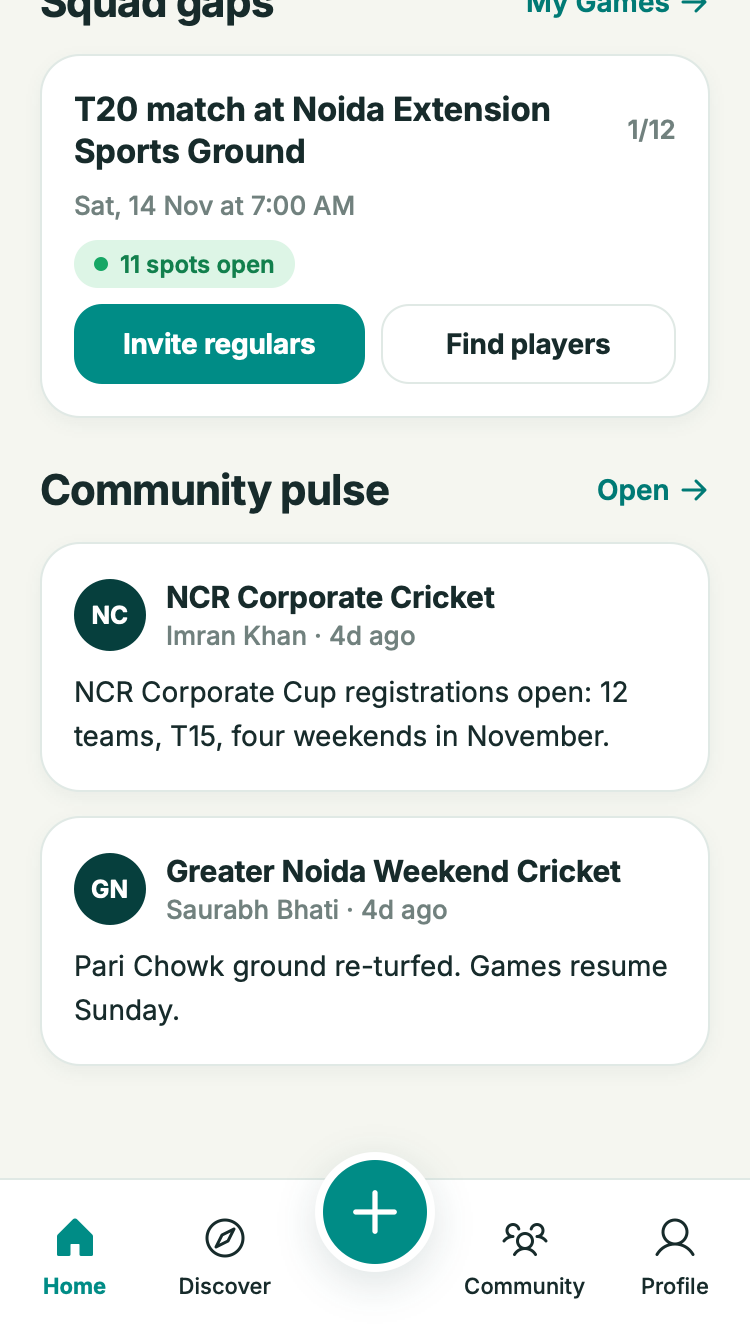 Squad gaps
My Games →
T20 match at Noida Extension
Sports Ground
1/12
Sat, 14 Nov at 7:00 AM
11 spots open
Invite regulars
Find players
Community pulse
Open →
NC
NCR Corporate Cricket
Imran Khan · 4d ago
NCR Corporate Cup registrations open: 12
teams, T15, four weekends in November.
GN
Greater Noida Weekend Cricket
Saurabh Bhati · 4d ago
Pari Chowk ground re-turfed. Games resume
Sunday.
Home
Discover
Community
Profile